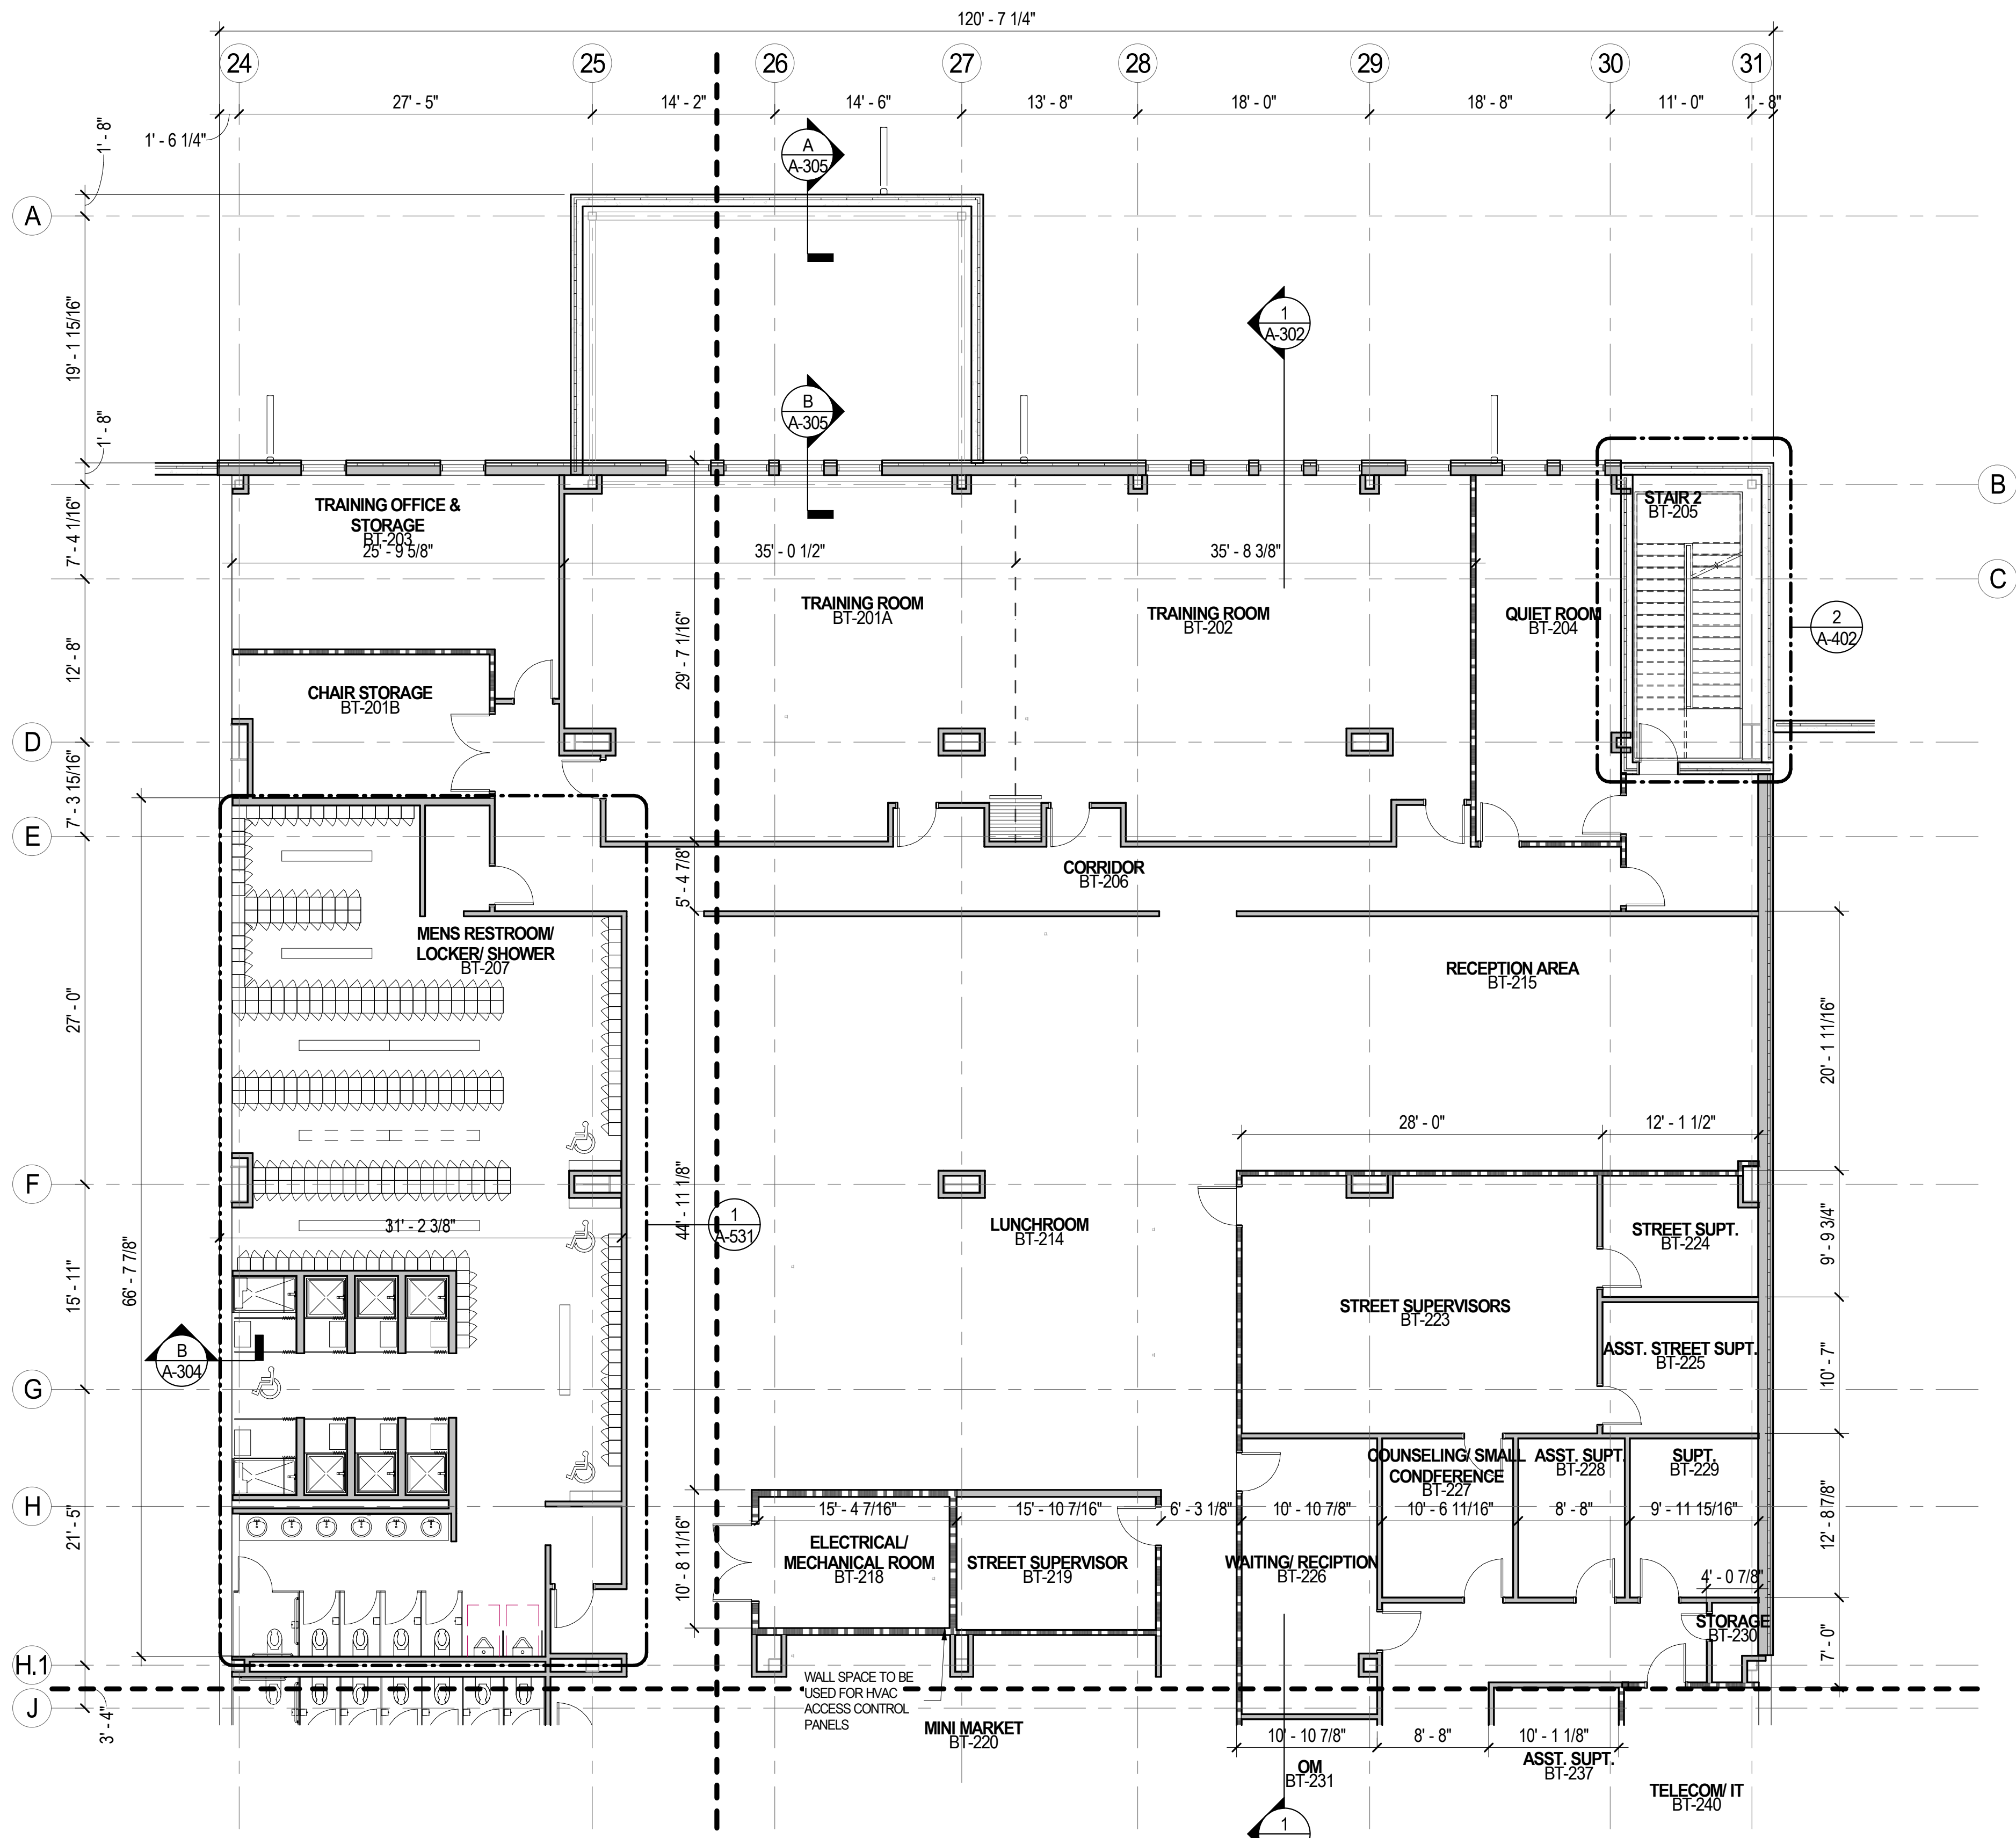 120' - 7 1/4"
24
25
26
27
28
29
30
31
27' - 5"
14' - 2"
14' - 6"
13' - 8"
18' - 0"
18' - 8"
11' - 0"
1' - 8"
1' - 6 1/4"
1' - 8"
A
A-305
A
19' - 1 15/16"
1
A-302
B
A-305
1' - 8"
B
7' - 4 1/16"
TRAINING OFFICE &
STORAGE
BT-203
25' - 9 5/8"
35' - 0 1/2"
35' - 8 3/8"
STAIR 2
BT-205
C
TRAINING ROOM
BT-201A
TRAINING ROOM
BT-202
QUIET ROOM
BT-204
2
A-402
12' - 8"
29' - 7 1/16"
CHAIR STORAGE
BT-201B
D
7' - 3 15/16"
E
CORRIDOR
BT-206
5' - 4 7/8"
MENS RESTROOM/
LOCKER/ SHOWER
BT-207
RECEPTION AREA
BT-215
27' - 0"
20' - 1 11/16"
28' - 0"
12' - 1 1/2"
F
31' - 2 3/8"
1
A-531
44' - 11 1/8"
LUNCHROOM
BT-214
STREET SUPT.
BT-224
9' - 9 3/4"
66' - 7 7/8"
15' - 11"
STREET SUPERVISORS
BT-223
B
A-304
ASST. STREET SUPT.
BT-225
10' - 7"
G
COUNSELING/ SMALL
CONDFERENCE
BT-227
ASST. SUPT.
BT-228
SUPT.
BT-229
H
15' - 4 7/16"
15' - 10 7/16"
6' - 3 1/8"
10' - 10 7/8"
10' - 6 11/16"
8' - 8"
9' - 11 15/16"
12' - 8 7/8"
21' - 5"
10' - 8 11/16"
ELECTRICAL/
MECHANICAL ROOM
BT-218
STREET SUPERVISOR
BT-219
WAITING/ RECIPTION
BT-226
4' - 0 7/8"
STORAGE
BT-230
7' - 0"
H.1
WALL SPACE TO BE
USED FOR HVAC
ACCESS CONTROL
PANELS
J
3' - 4"
MINI MARKET
BT-220
10' - 10 7/8"
8' - 8"
10' - 1 1/8"
OM
BT-231
ASST. SUPT.
BT-237
TELECOM/ IT
BT-240
1